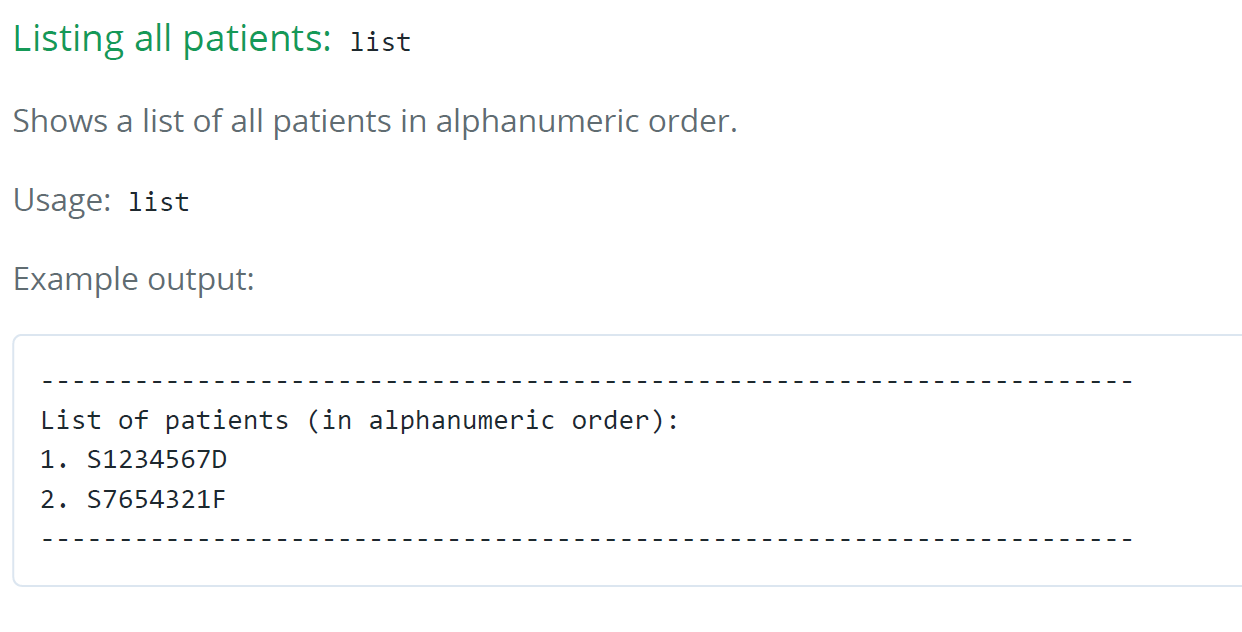 Listing all patients: list
Shows a list of all patients in alphanumeric order.
Usage: list
Example output:
----------------------------------------------------------------------
List of patients (in alphanumeric order):
1. S1234567D
2. S7654321F
----------------------------------------------------------------------